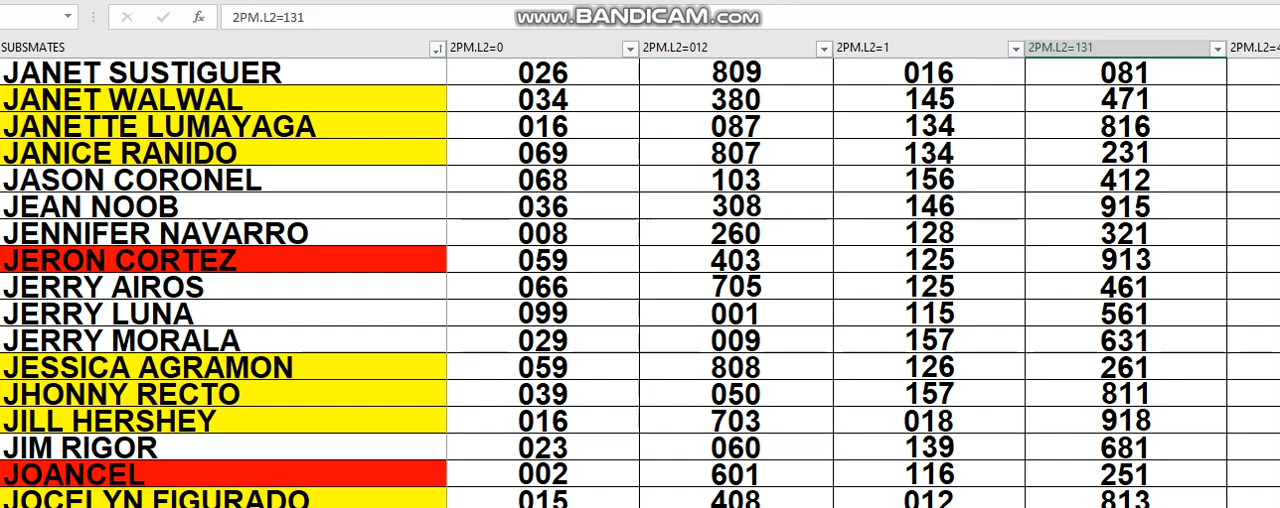 2PM.L2=131
www.BANDICAM.com
SUBSMATES 2PM.L2=0 2PM.L2=012 2PM.L2=1 2PM.L2=131
JANET SUSTIGUER 026 809 016 081
JANET WALWAL 034 380 145 471
JANETTE LUMAYAGA 016 087 134 816
JANICE RANIDO 069 807 134 231
JASON CORONEL 068 103 156 412
JEAN NOOB 036 308 146 915
JENNIFER NAVARRO 008 260 128 321
JERON CORTEZ 059 403 125 913
JERRY AIROS 066 705 125 461
JERRY LUNA 099 001 115 561
JERRY MORALA 029 009 157 631
JESSICA AGRAMON 059 808 126 261
JHONNY RECTO 039 050 157 811
JILL HERSHEY 016 703 018 918
JIM RIGOR 023 060 139 681
JOANCEL 002 601 116 251
JOCELYN FIGURADO 015 408 012 813